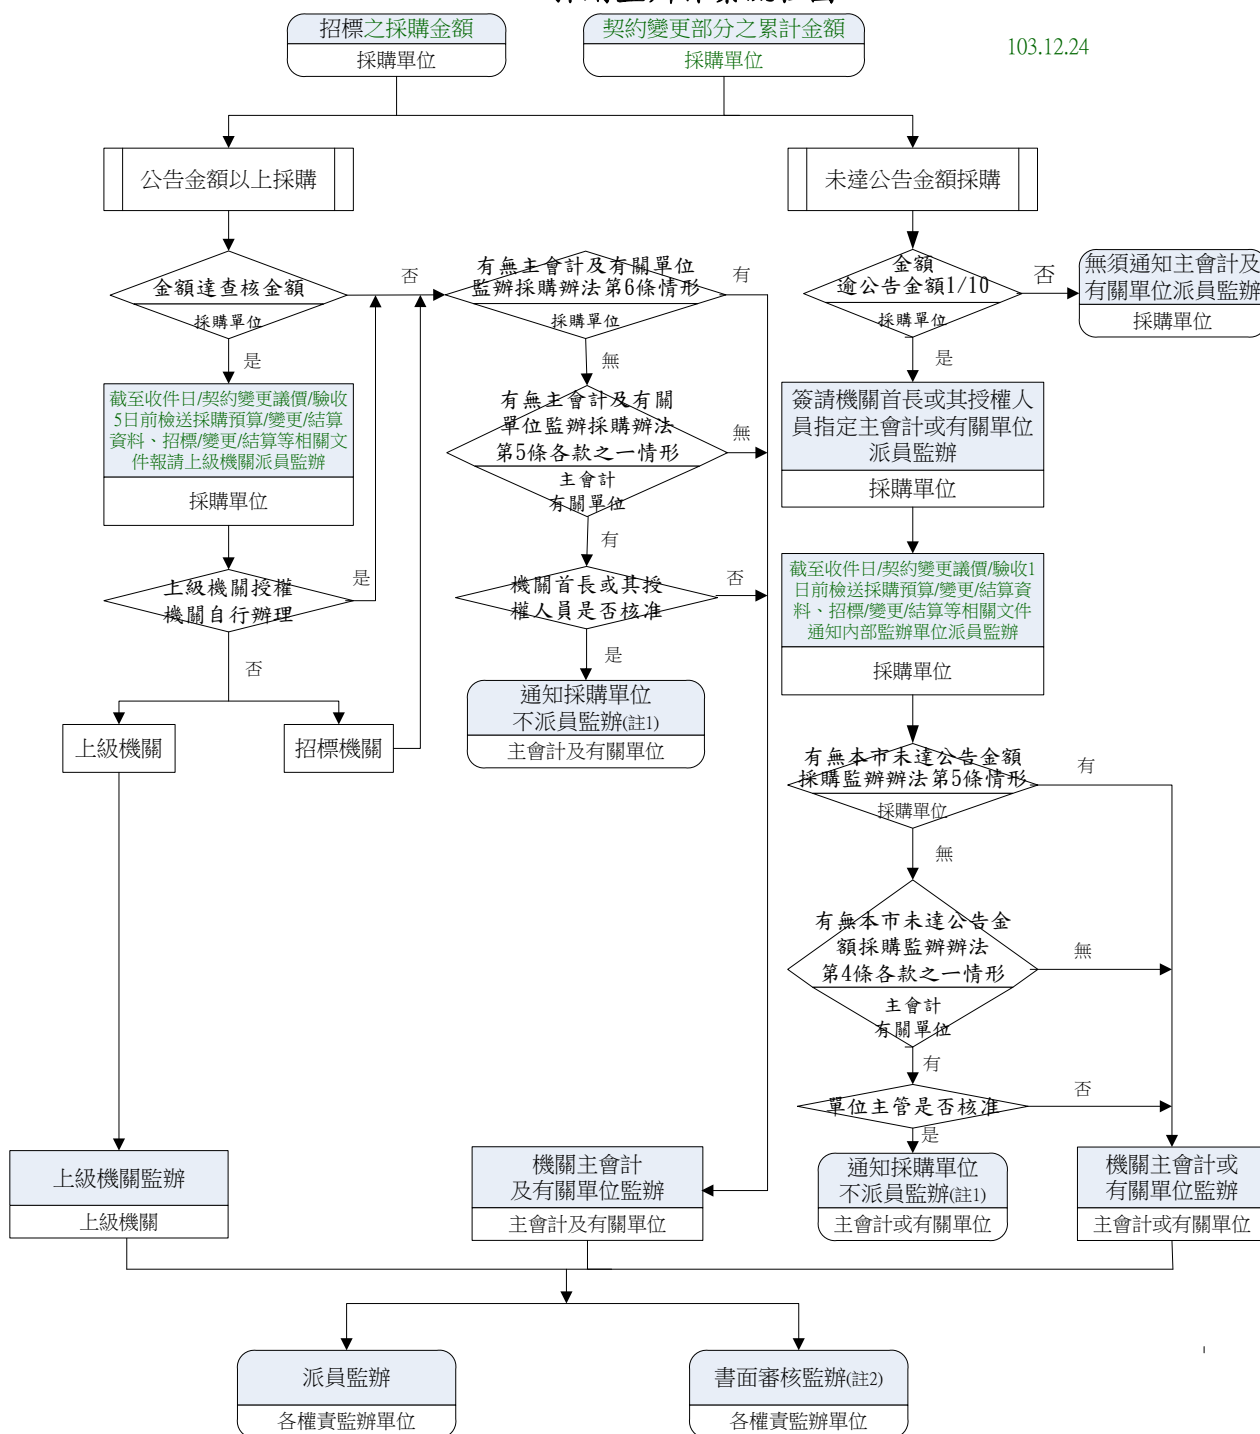 招標之採購金額
採購單位
契約變更部分之累計金額
採購單位
103.12.24
公告金額以上採購
未達公告金額採購
金額達查核金額
採購單位
否
是
有無主會計及有關單位
監辦採購辦法第6條情形
採購單位
有
無
金額
逾公告金額1/10
採購單位
否
是
無須通知主會計及
有關單位派員監辦
採購單位
截至收件日/契約變更議價/驗收
5日前檢送採購預算/變更/結算
資料、招標/變更/結算等相關文
件報請上級機關派員監辦
採購單位
有無主會計及有關
單位監辦採購辦法
第5條各款之一情形
主會計
有關單位
無
有
簽請機關首長或其授權人
員指定主會計或有關單位
派員監辦
採購單位
上級機關授權
機關自行辦理
是
否
機關首長或其授
權人員是否核准
否
是
截至收件日/契約變更議價/驗收1
日前檢送採購預算/變更/結算資
料、招標/變更/結算等相關文件
通知內部監辦單位派員監辦
採購單位
上級機關
招標機關
通知採購單位
不派員監辦(註1)
主會計及有關單位
有無本市未達公告金額
採購監辦辦法第5條情形
採購單位
有
無
有無本市未達公告金
額採購監辦辦法
第4條各款之一情形
主會計
有關單位
無
有
單位主管是否核准
否
是
上級機關監辦
上級機關
機關主會計
及有關單位監辦
主會計及有關單位
通知採購單位
不派員監辦(註1)
主會計或有關單位
機關主會計或
有關單位監辦
主會計或有關單位
派員監辦
各權責監辦單位
書面審核監辦(註2)
各權責監辦單位